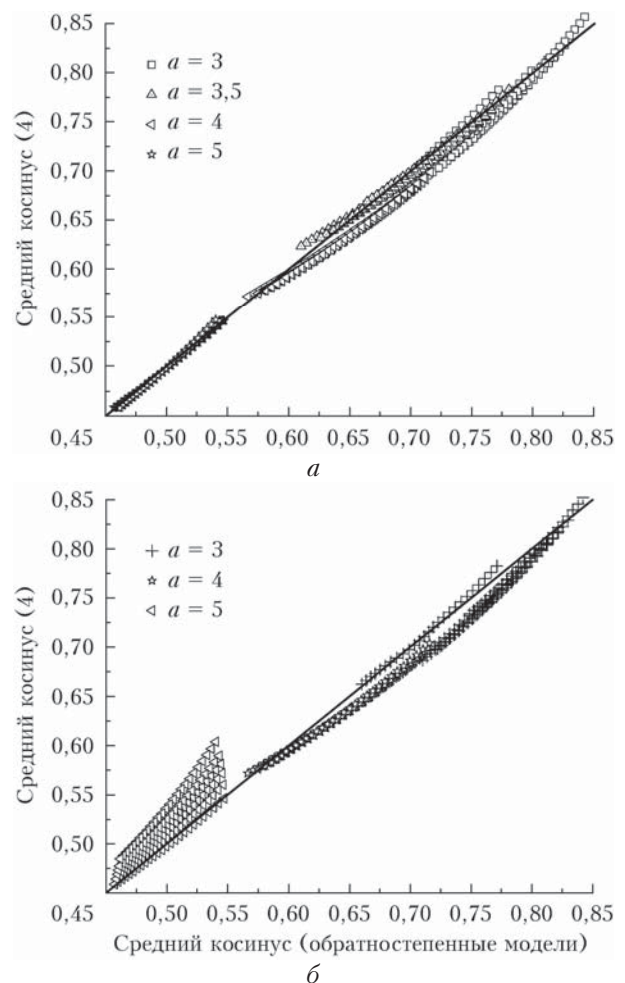 0,85
0,80
0,75
0,70
0,65
0,60
0,55
0,50
0,45
Средний косинус (4)
a = 3
a = 3,5
a = 4
a = 5
0,50 0,55 0,60 0,65 0,70 0,75 0,80 0,85
а
0,85
0,80
0,75
0,70
0,65
0,60
0,55
0,50
0,45
Средний косинус (4)
a = 3
a = 4
a = 5
0,50 0,55 0,60 0,65 0,70 0,75 0,80 0,85
Средний косинус (обратностепенные модели)
б